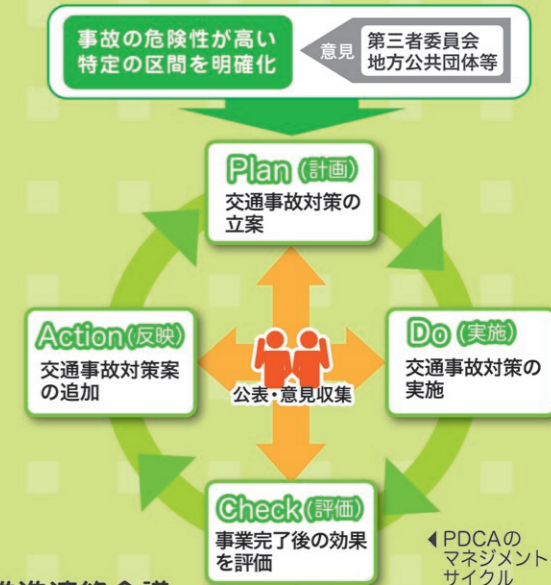 事故の危険性が高い
特定の区間を明確化
意見
第三者委員会
地方公共団体等
Plan（計画）
交通事故対策の
立案
Action（反映）
交通事故対策案
の追加
公表・意見収集
Do（実施）
交通事故対策の
実施
Check（評価）
事業完了後の効果
を評価
◀PDCAの
マネジメント
サイクル